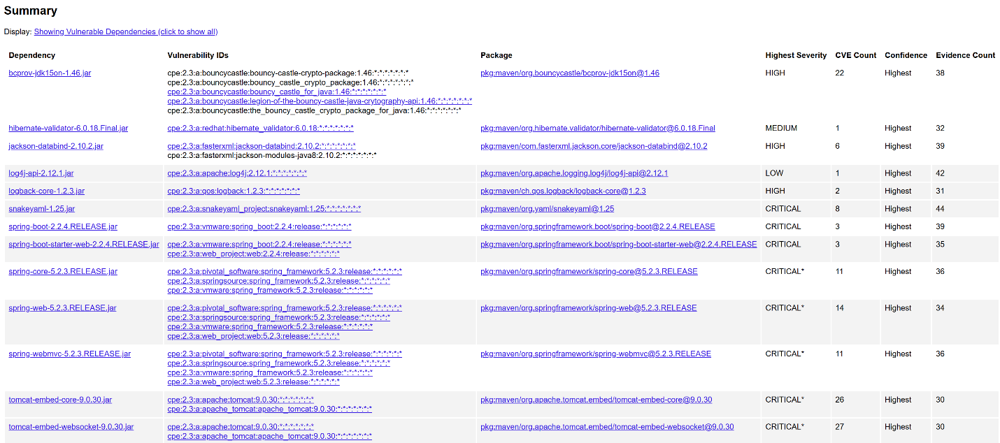 Summary
Display: Showing Vulnerable Dependencies (click to show all)
Dependency Vulnerability IDs Package Highest Severity CVE Count Confidence Evidence Count
bcprov-jdk15on-1.46.jar cpe:2.3:a:bouncycastle:bouncy-castle-crypto-package:1.46:*:*:*:*:*:*:* pkg:maven/org.bouncycastle/bcprov-jdk15on@1.46 HIGH 22 Highest 38
cpe:2.3:a:bouncycastle:bouncy_castle_crypto_package:1.46:*:*:*:*:*:*:*
cpe:2.3:a:bouncycastle:bouncy_castle_for_java:1.46:*:*:*:*:*:*:*
cpe:2.3:a:bouncycastle:legion-of-the-bouncy-castle-java-crytography-api:1.46:*:*:*:*:*:*:*
cpe:2.3:a:bouncycastle:the_bouncy_castle_crypto_package_for_java:1.46:*:*:*:*:*:*:*
hibernate-validator-6.0.18.Final.jar cpe:2.3:a:redhat:hibernate_validator:6.0.18:*:*:*:*:*:*:* pkg:maven/org.hibernate.validator/hibernate-validator@6.0.18.Final MEDIUM 1 Highest 32
jackson-databind-2.10.2.jar cpe:2.3:a:fasterxml:jackson-databind:2.10.2:*:*:*:*:*:*:* pkg:maven/com.fasterxml.jackson.core/jackson-databind@2.10.2 HIGH 6 Highest 39
cpe:2.3:a:fasterxml:jackson-modules-java8:2.10.2:*:*:*:*:*:*:*
log4j-api-2.12.1.jar cpe:2.3:a:apache:log4j:2.12.1:*:*:*:*:*:*:* pkg:maven/org.apache.logging.log4j/log4j-api@2.12.1 LOW 1 Highest 42
logback-core-1.2.3.jar cpe:2.3:a:qos:logback:1.2.3:*:*:*:*:*:*:* pkg:maven/ch.qos.logback/logback-core@1.2.3 HIGH 2 Highest 31
snakeyaml-1.25.jar cpe:2.3:a:snakeyaml_project:snakeyaml:1.25:*:*:*:*:*:*:* pkg:maven/org.yaml/snakeyaml@1.25 CRITICAL 8 Highest 44
spring-boot-2.2.4.RELEASE.jar cpe:2.3:a:vmware:spring_boot:2.2.4:release:*:*:*:*:*:* pkg:maven/org.springframework.boot/spring-boot@2.2.4.RELEASE CRITICAL 3 Highest 39
spring-boot-starter-web-2.2.4.RELEASE.jar cpe:2.3:a:vmware:spring_boot:2.2.4:release:*:*:*:*:*:* pkg:maven/org.springframework.boot/spring-boot-starter-web@2.2.4.RELEASE CRITICAL 3 Highest 35
cpe:2.3:a:web_project:web:2.2.4:release:*:*:*:*:*:*
spring-core-5.2.3.RELEASE.jar cpe:2.3:a:pivotal_software:spring_framework:5.2.3:release:*:*:*:*:*:* pkg:maven/org.springframework/spring-core@5.2.3.RELEASE CRITICAL* 11 Highest 36
cpe:2.3:a:springsource:spring_framework:5.2.3:release:*:*:*:*:*:*
cpe:2.3:a:vmware:spring_framework:5.2.3:release:*:*:*:*:*:*
spring-web-5.2.3.RELEASE.jar cpe:2.3:a:pivotal_software:spring_framework:5.2.3:release:*:*:*:*:*:* pkg:maven/org.springframework/spring-web@5.2.3.RELEASE CRITICAL* 14 Highest 34
cpe:2.3:a:springsource:spring_framework:5.2.3:release:*:*:*:*:*:*
cpe:2.3:a:vmware:spring_framework:5.2.3:release:*:*:*:*:*:*
cpe:2.3:a:web_project:web:5.2.3:release:*:*:*:*:*:*
spring-webmvc-5.2.3.RELEASE.jar cpe:2.3:a:pivotal_software:spring_framework:5.2.3:release:*:*:*:*:*:* pkg:maven/org.springframework/spring-webmvc@5.2.3.RELEASE CRITICAL* 11 Highest 36
cpe:2.3:a:springsource:spring_framework:5.2.3:release:*:*:*:*:*:*
cpe:2.3:a:vmware:spring_framework:5.2.3:release:*:*:*:*:*:*
cpe:2.3:a:web_project:web:5.2.3:release:*:*:*:*:*:*
tomcat-embed-core-9.0.30.jar cpe:2.3:a:apache:tomcat:9.0.30:*:*:*:*:*:*:* pkg:maven/org.apache.tomcat.embed/tomcat-embed-core@9.0.30 CRITICAL* 26 Highest 30
cpe:2.3:a:apache_tomcat:apache_tomcat:9.0.30:*:*:*:*:*:*:*
tomcat-embed-websocket-9.0.30.jar cpe:2.3:a:apache:tomcat:9.0.30:*:*:*:*:*:*:* pkg:maven/org.apache.tomcat.embed/tomcat-embed-websocket@9.0.30 CRITICAL* 27 Highest 30
cpe:2.3:a:apache_tomcat:apache_tomcat:9.0.30:*:*:*:*:*:*:*